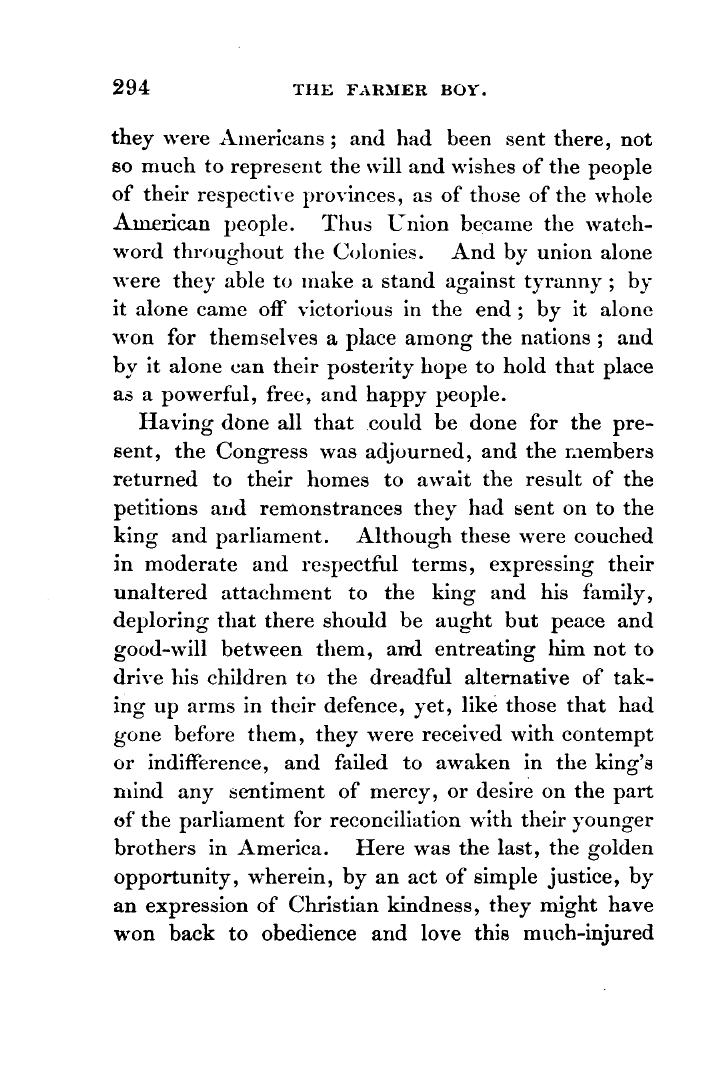 294 THE FARMER BOY.
they were Americans ; and had been sent there, not
so much to represent the will and wishes of the people
of their respective provinces, as of those of the whole
American people. Thus Union became the watch-
word throughout the Colonies. And by union alone
were they able to make a stand against tyranny ; by
it alone came off victorious in the end ; by it alone
won for themselves a place among the nations ; and
by it alone can their posterity hope to hold that place
as a powerful, free, and happy people.
Having done all that could be done for the pre-
sent, the Congress was adjourned, and the members
returned to their homes to await the result of the
petitions and remonstrances they had sent on to the
king and parliament. Although these were couched
in moderate and respectful terms, expressing their
unaltered attachment to the king and his family,
deploring that there should be aught but peace and
good-will between them, and entreating him not to
drive his children to the dreadful alternative of tak-
ing up arms in their defence, yet, like those that had
gone before them, they were received with contempt
or indifference, and failed to awaken in the king's
mind any sentiment of mercy, or desire on the part
of the parliament for reconciliation with their younger
brothers in America. Here was the last, the golden
opportunity, wherein, by an act of simple justice, by
an expression of Christian kindness, they might have
won back to obedience and love this much-injured